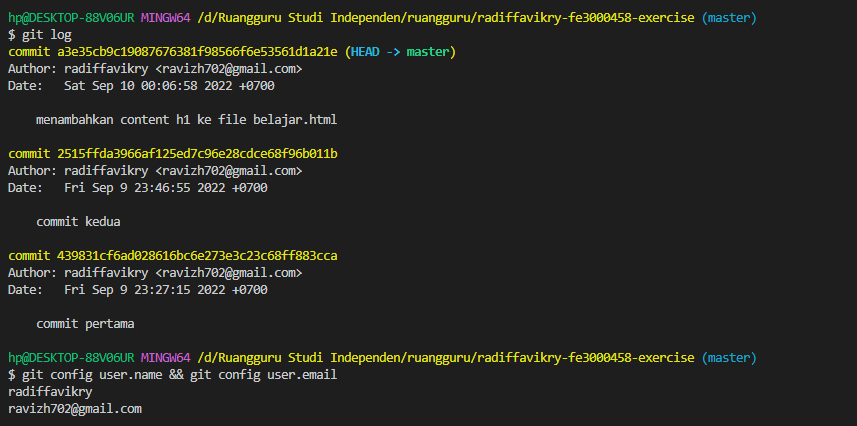 hp@DESKTOP-88V06UR MINGW64 /d/Ruangguru Studi Independen/ruangguru/radiffavikry-fe3000458-exercise (master)
$ git log
commit a3e35cb9c19087676381f98566f6e53561d1a21e (HEAD -> master)
Author: radiffavikry <ravizh702@gmail.com>
Date:   Sat Sep 10 00:06:58 2022 +0700
    menambahkan content h1 ke file belajar.html
commit 2515ffda3966af125ed7c96e28cdce68f96b011b
Author: radiffavikry <ravizh702@gmail.com>
Date:   Fri Sep 9 23:46:55 2022 +0700
    commit kedua
commit 439831cf6ad028616bc6e273e3c23c68ff883cca
Author: radiffavikry <ravizh702@gmail.com>
Date:   Fri Sep 9 23:27:15 2022 +0700
    commit pertama
hp@DESKTOP-88V06UR MINGW64 /d/Ruangguru Studi Independen/ruangguru/radiffavikry-fe3000458-exercise (master)
$ git config user.name && git config user.email
radiffavikry
ravizh702@gmail.com